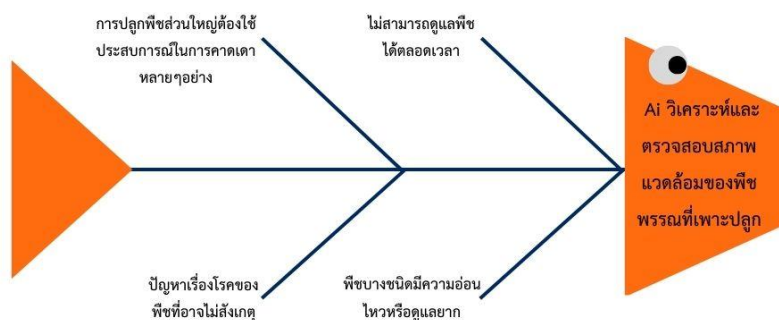 การปลูกพืชส่วนใหญ่ต้องใช้
ประสบการณ์ในการคาดเดา
หลายๆอย่าง
ไม่สามารถดูแลพืช
ได้ตลอดเวลา
Ai วิเคราะห์และ
ตรวจสอบสภาพ
แวดล้อมของพืช
พรรณที่เพาะปลูก
ปัญหาเรื่องโรคของ
พืชที่อาจไม่สังเกตุ
พืชบางชนิดมีความอ่อน
ไหวหรือดูแลยาก